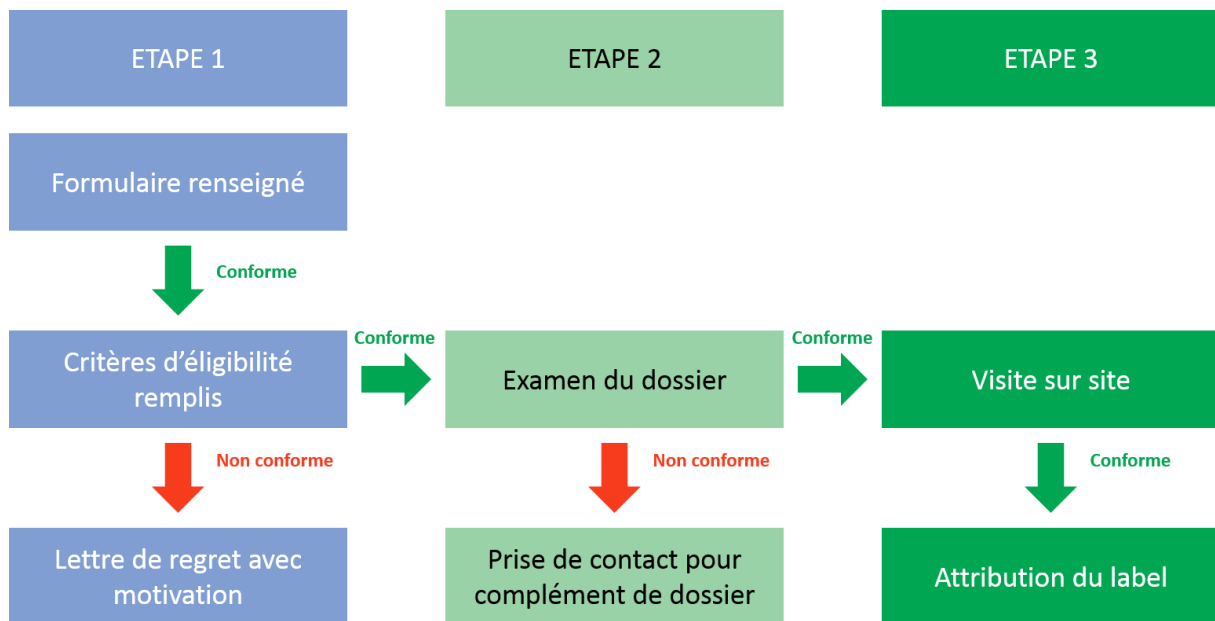 ETAPE 1
ETAPE 2
ETAPE 3
Formulaire renseigné
Conforme
Critères d’éligibilité
remplis
Conforme
Examen du dossier
Conforme
Visite sur site
Non conforme
Non conforme
Conforme
Lettre de regret avec
motivation
Prise de contact pour
complément de dossier
Attribution du label